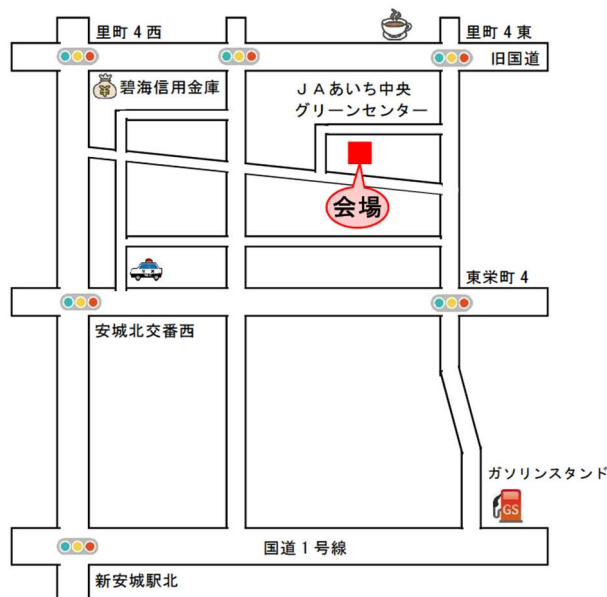 里町４西
里町４東
旧国道
碧海信用金庫
ＪＡあいち中央
グリーンセンター
会場
東栄町４
安城北交番西
ガソリンスタンド
GS
国道１号線
新安城駅北